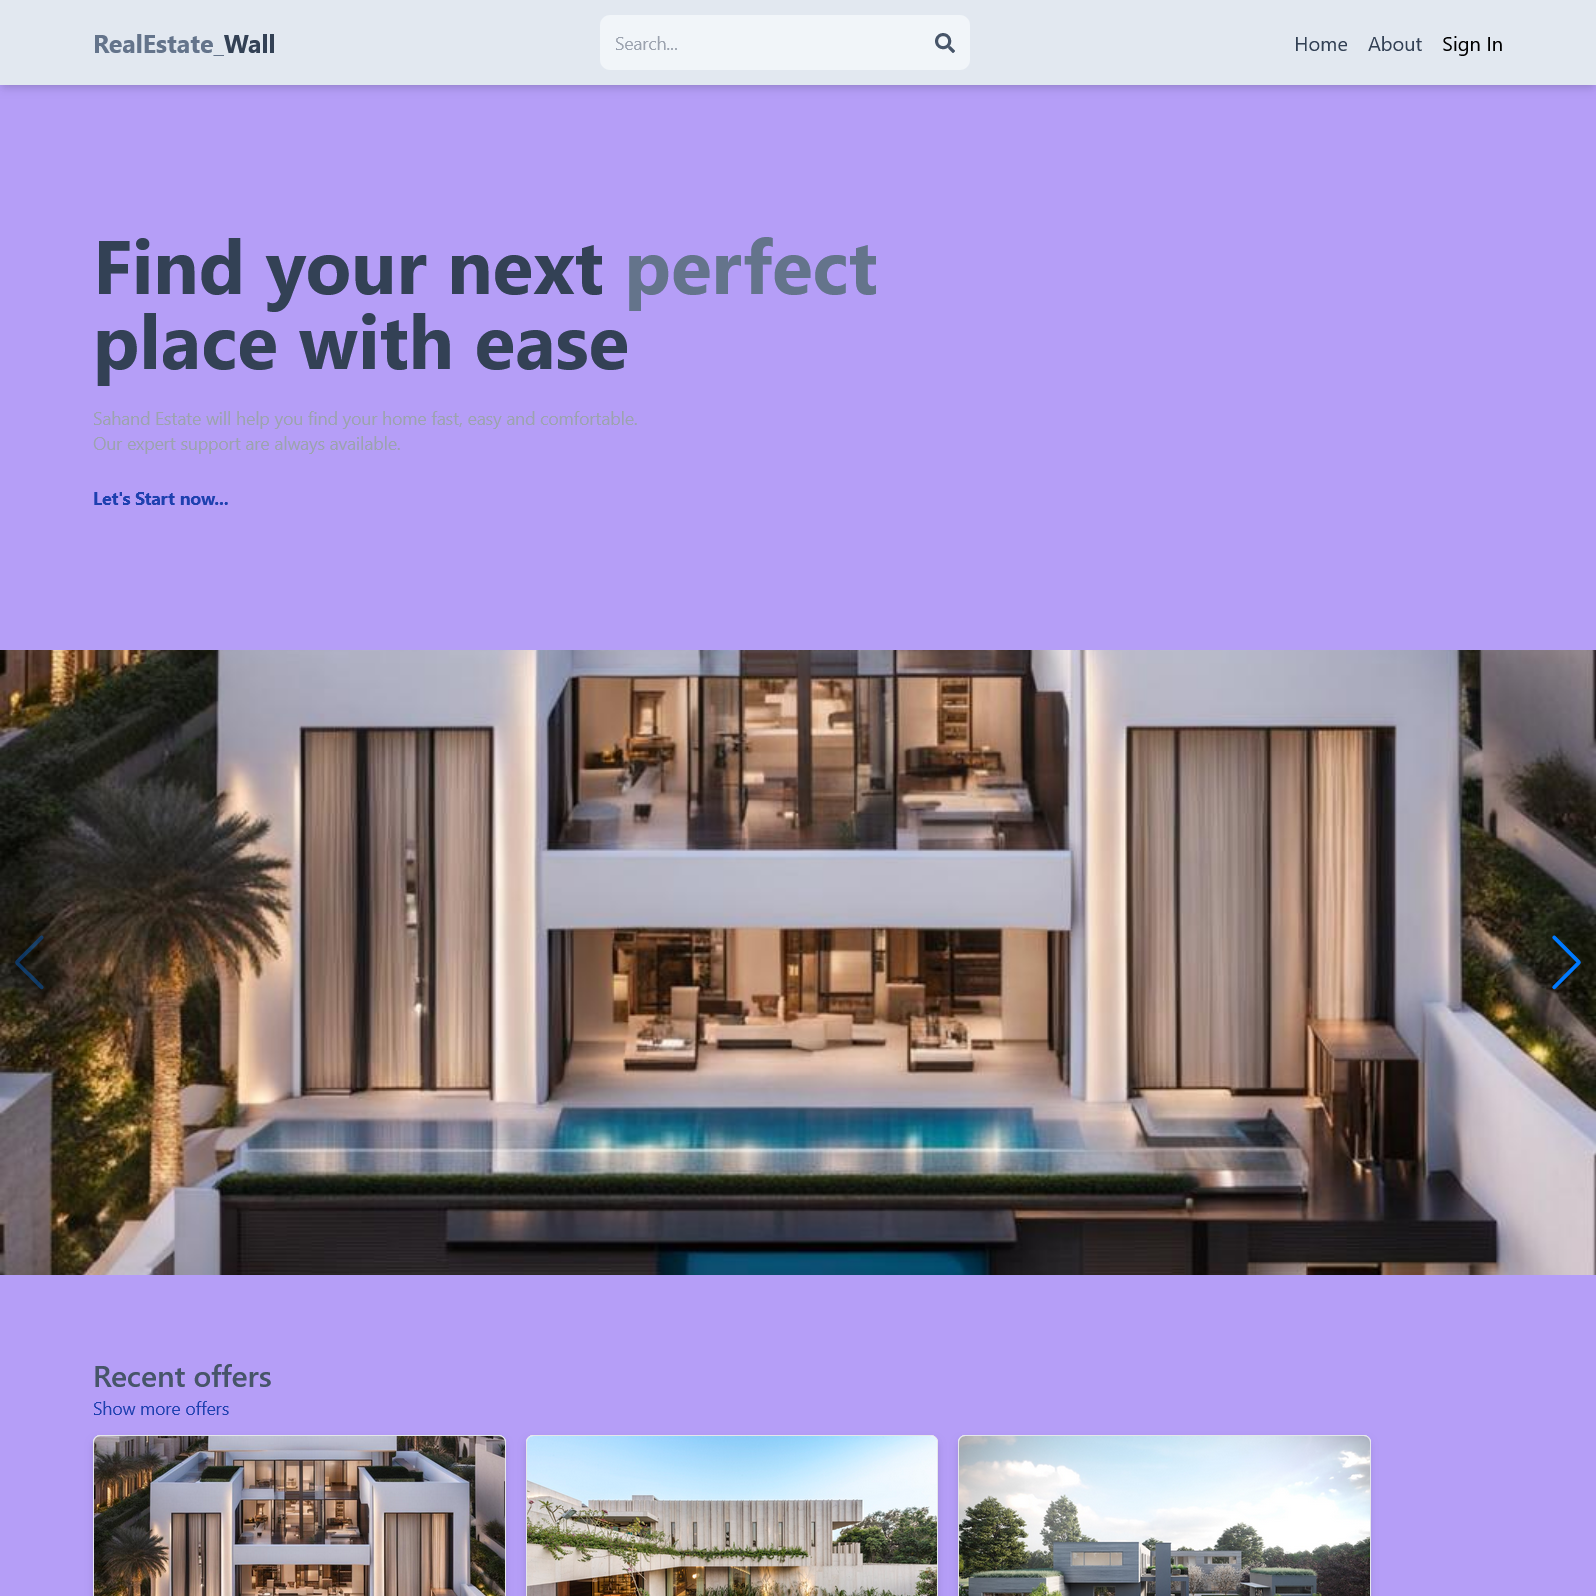 RealEstate_Wall
Search...
Home About Sign In
Find your next perfect
place with ease
Sahand Estate will help you find your home fast, easy and comfortable.
Our expert support are always available.
Let's Start now...
Recent offers
Show more offers